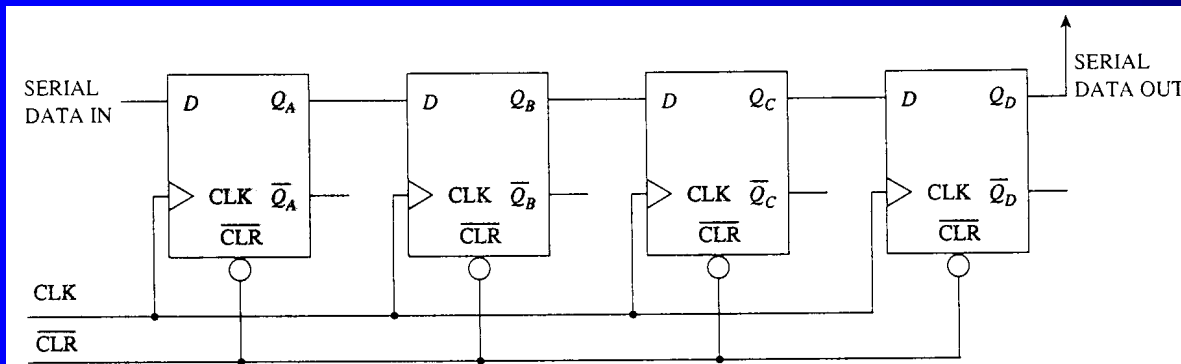 SERIAL
DATA IN
D Q_A
CLK Q̅_A
C̅L̅R̅
D Q_B
CLK Q̅_B
C̅L̅R̅
D Q_C
CLK Q̅_C
C̅L̅R̅
D Q_D
CLK Q̅_D
C̅L̅R̅
SERIAL
DATA OUT
CLK
C̅L̅R̅